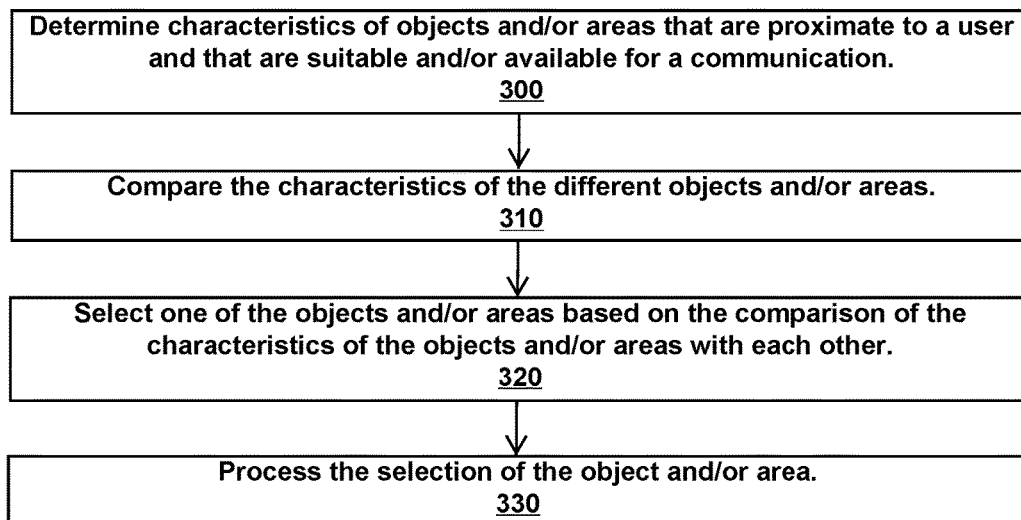 Determine characteristics of objects and/or areas that are proximate to a user
and that are suitable and/or available for a communication.
300
Compare the characteristics of the different objects and/or areas.
310
Select one of the objects and/or areas based on the comparison of the
characteristics of the objects and/or areas with each other.
320
Process the selection of the object and/or area.
330